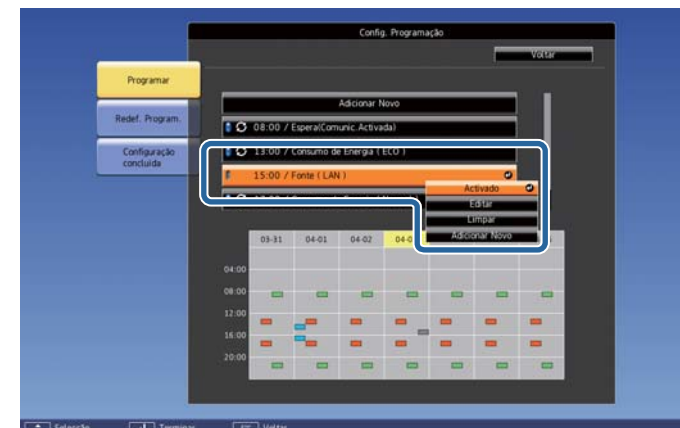 Config. Programação
Voltar
Programar
Redef. Program.
Configuração
concluída
Adicionar Novo
08:00 / Espera(Comunic.Activada)
13:00 / Consumo de Energia ( ECO )
15:00 / Fonte ( LAN )
Activado
Editar
Limpar
Adicionar Novo
03-31 04-01 04-02
04:00
08:00
12:00
16:00
20:00
Selecção Terminar Voltar